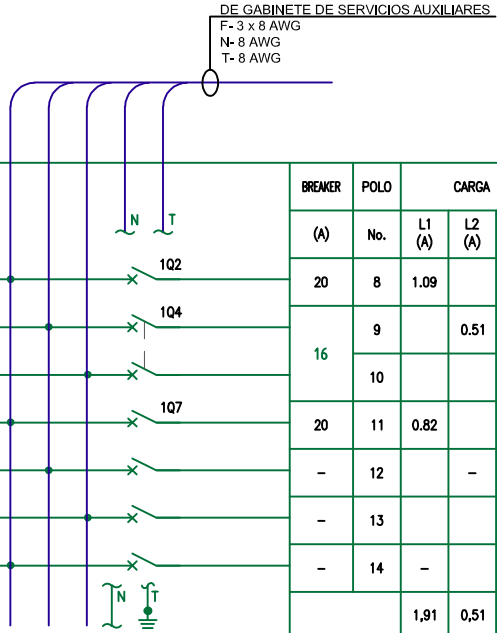 DE GABINETE DE SERVICIOS AUXILIARES
F- 3 x 8 AWG
N- 8 AWG
T- 8 AWG
BREAKER POLO CARGA
N T
(A) No. L1 (A) L2 (A)
1Q2 20 8 1.09
1Q4 9 0.51
16
10
1Q7 20 11 0.82
– 12 –
– 13
– 14 –
N T
1,91 0,51